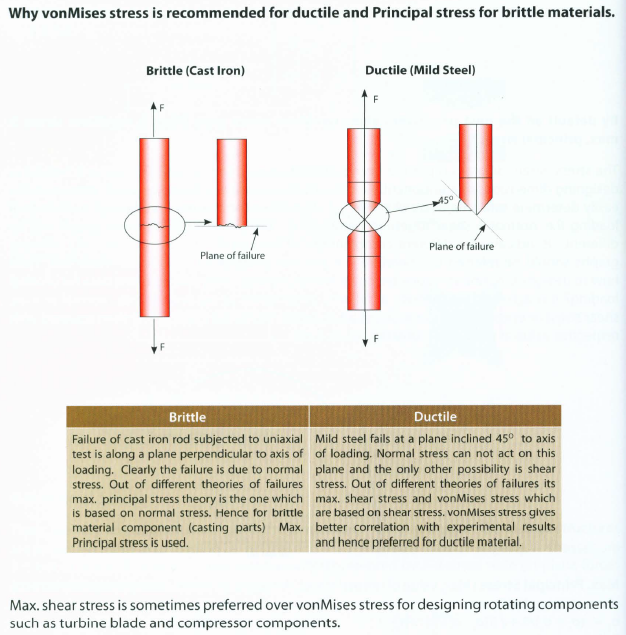 Why vonMises stress is recommended for ductile and Principal stress for brittle materials.
Brittle (Cast Iron)
Ductile (Mild Steel)
F
F
45⁰
Plane of failure
Plane of failure
F
F
Brittle
Failure of cast iron rod subjected to uniaxial
test is along a plane perpendicular to axis of
loading. Clearly the failure is due to normal
stress. Out of different theories of failures
max. principal stress theory is the one which
is based on normal stress. Hence for brittle
material component (casting parts) Max.
Principal stress is used.
Ductile
Mild steel fails at a plane inclined 45⁰ to axis
of loading. Normal stress can not act on this
plane and the only other possibility is shear
stress. Out of different theories of failures its
max. shear stress and vonMises stress which
are based on shear stress. vonMIses stress gives
better correlation with experimental results
and hence preferred for ductile material.
Max. shear stress is sometimes preferred over vonMises stress for designing rotating components
such as turbine blade and compressor components.